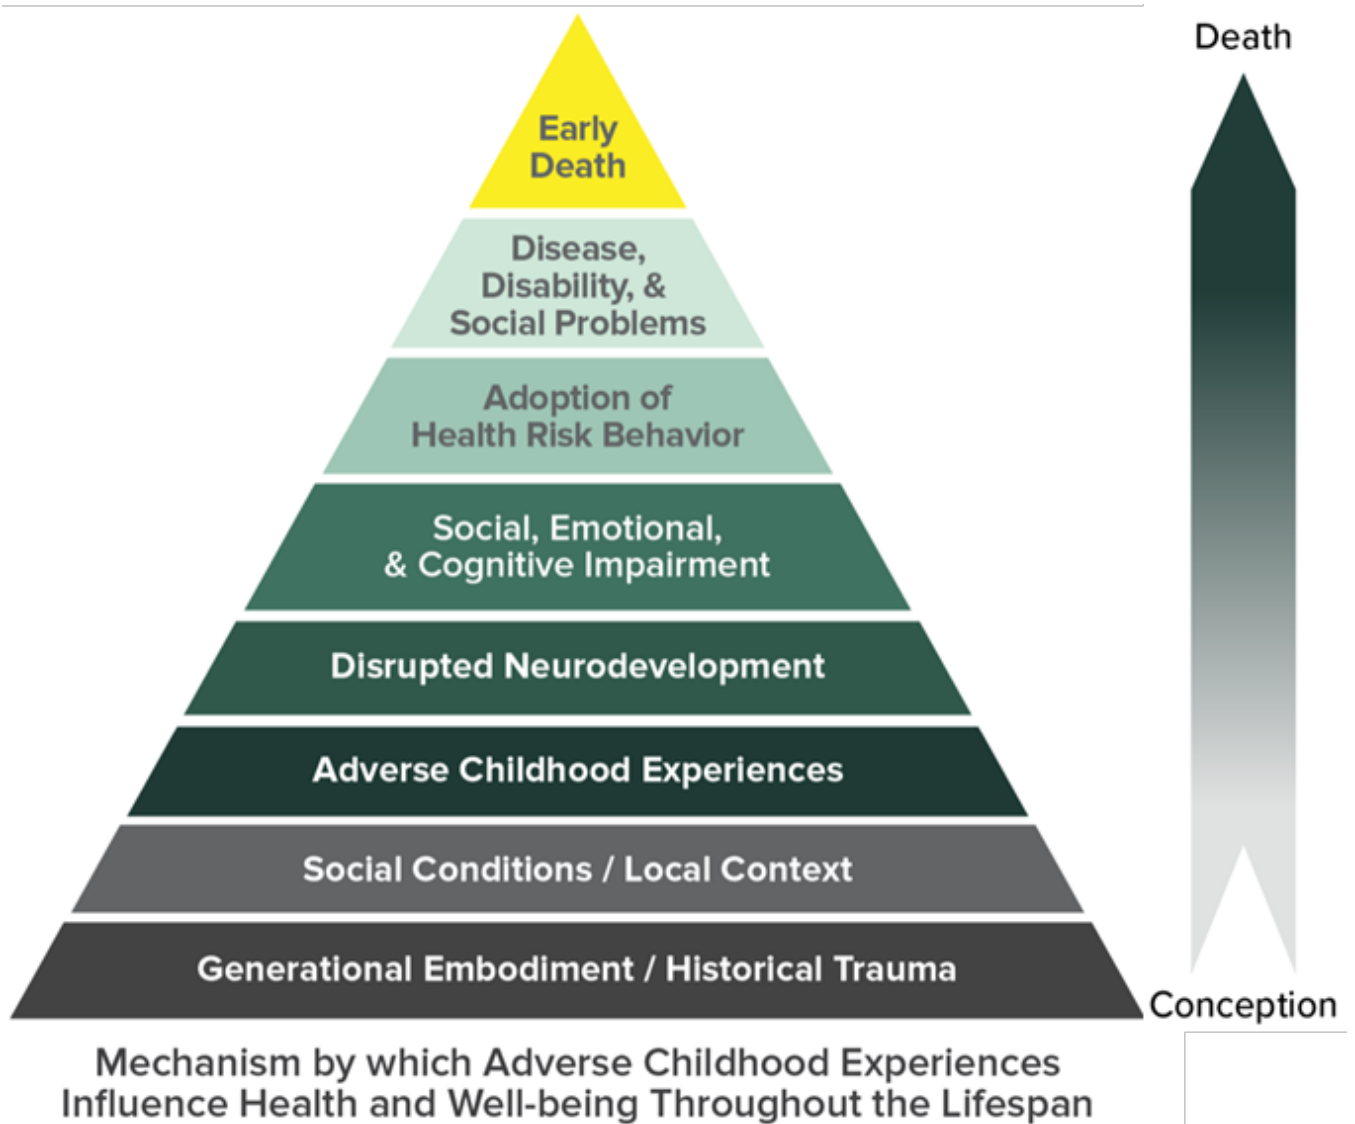 Death
Early
Death
Disease,
Disability, &
Social Problems
Adoption of
Health Risk Behavior
Social, Emotional,
& Cognitive Impairment
Disrupted Neurodevelopment
Adverse Childhood Experiences
Social Conditions / Local Context
Generational Embodiment / Historical Trauma
Conception
Mechanism by which Adverse Childhood Experiences
Influence Health and Well-being Throughout the Lifespan